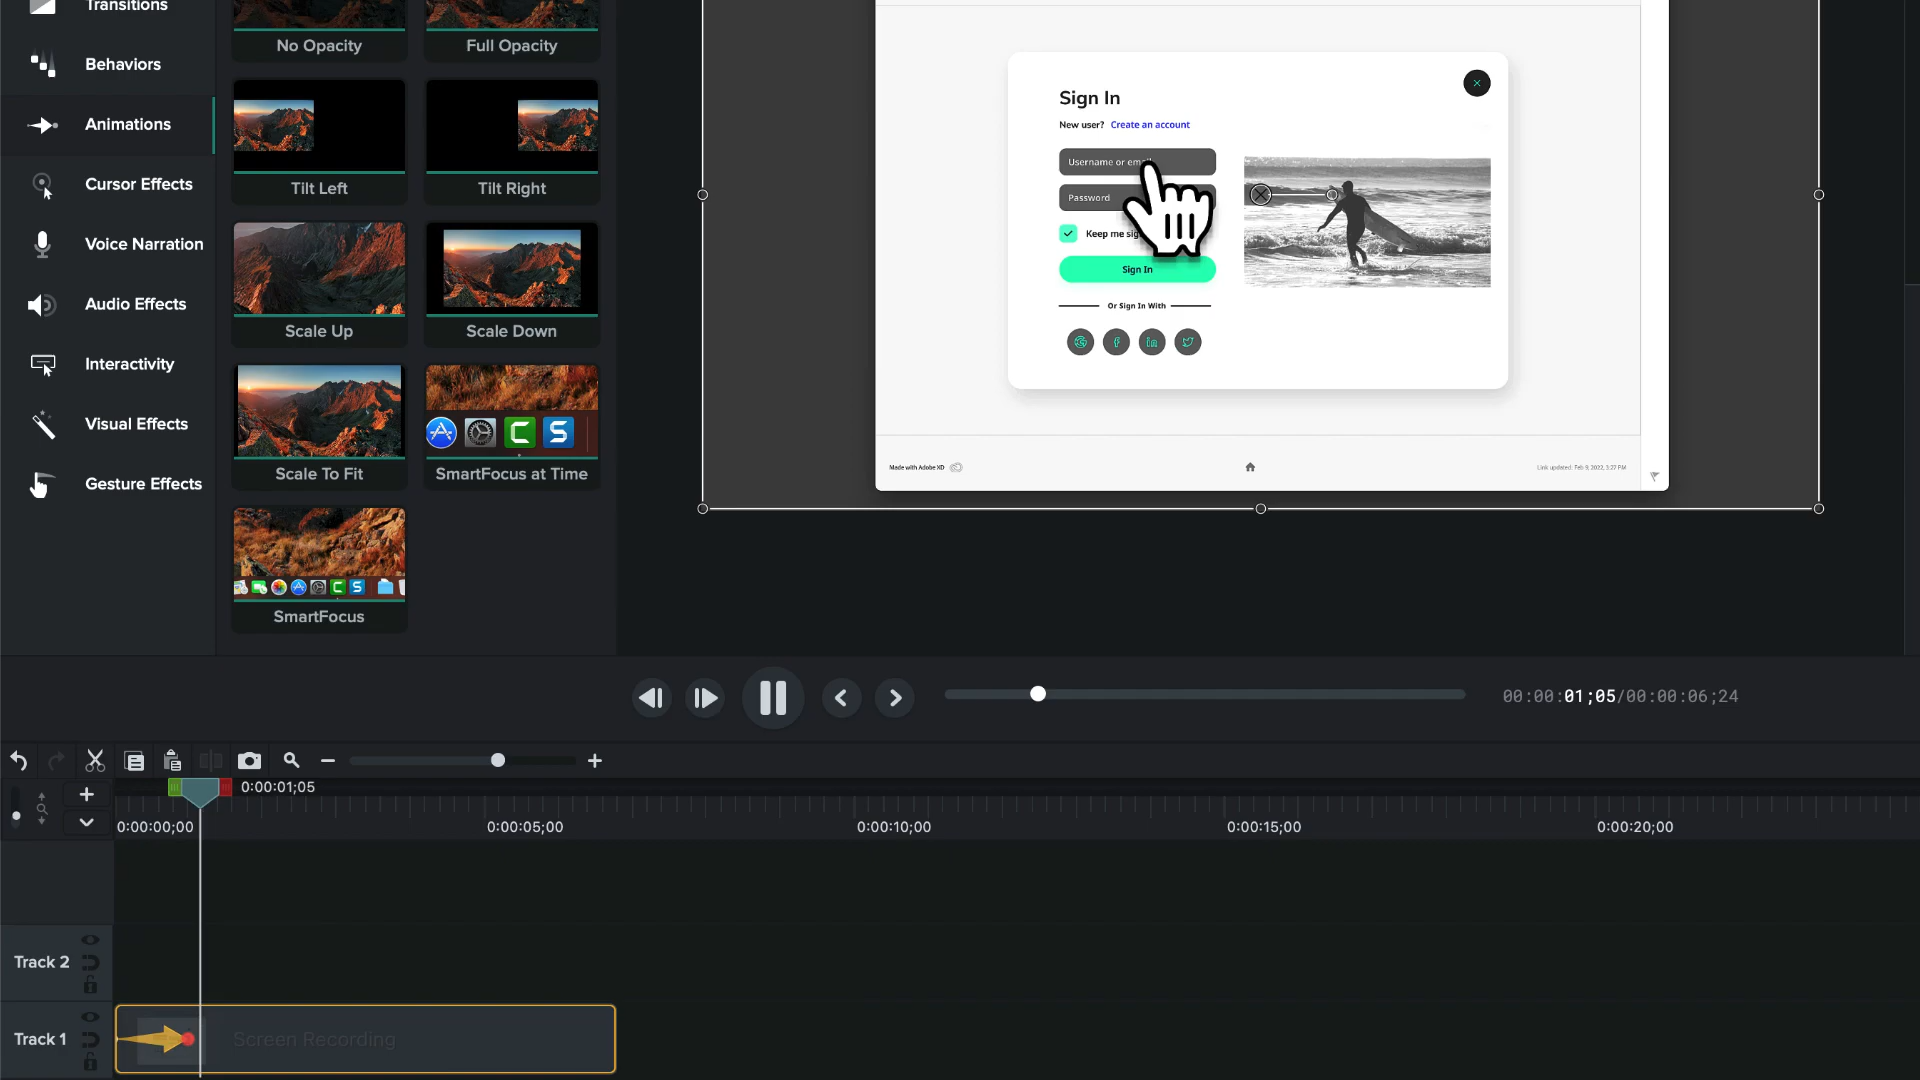 Transitions
Behaviors
Animations
Cursor Effects
Voice Narration
Audio Effects
Interactivity
Visual Effects
Gesture Effects
No Opacity
Full Opacity
Tilt Left
Tilt Right
Scale Up
Scale Down
Scale To Fit
SmartFocus at Time
SmartFocus
Sign In
New user? Create an account
Username or
Password
Keep me
Sign In
Or Sign In With
Made with Adobe XD
Link updated: Feb 9, 2022, 3:27 PM
00:00:01;05/00:00:06;24
0:00:01;05
0:00:00;00
0:00:05;00
0:00:10;00
0:00:15;00
0:00:20;00
Track 2
Track 1
Screen Recording